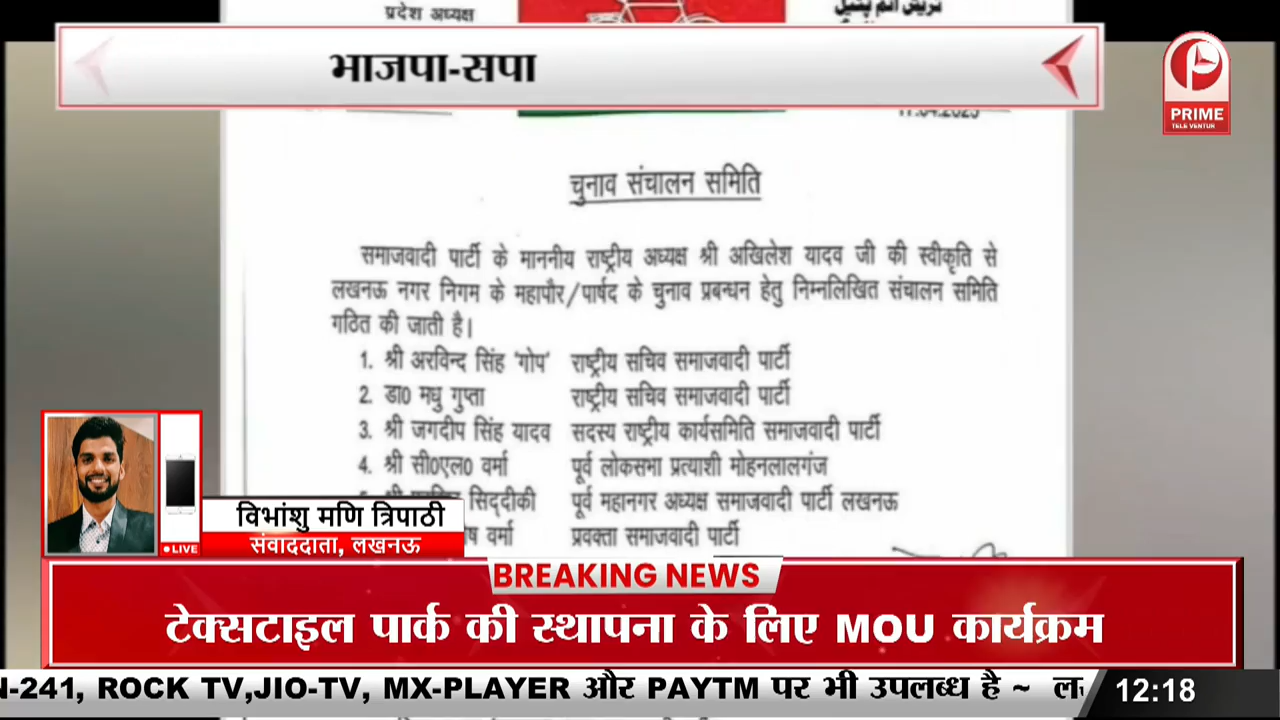 प्रदेश अध्यक्ष
भाजपा-सपा
PRIME
TELE VENTUR
चुनाव संचालन समिति
समाजवादी पार्टी के माननीय राष्ट्रीय अध्यक्ष श्री अखिलेश यादव जी की स्वीकृति से
लखनऊ नगर निगम के महापौर/पार्षद के चुनाव प्रबन्धन हेतु निम्नलिखित संचालन समिति
गठित की जाती है।
1. श्री अरविन्द सिंह 'गोप' राष्ट्रीय सचिव समाजवादी पार्टी
2. डा0 मधु गुप्ता राष्ट्रीय सचिव समाजवादी पार्टी
3. श्री जगदीप सिंह यादव सदस्य राष्ट्रीय कार्यसमिति समाजवादी पार्टी
4. श्री सी0एल0 वर्मा पूर्व लोकसभा प्रत्याशी मोहनलालगंज
सिद्दीकी पूर्व महानगर अध्यक्ष समाजवादी पार्टी लखनऊ
वर्मा प्रवक्ता समाजवादी पार्टी
LIVE
विभांशु मणि त्रिपाठी
संवाददाता, लखनऊ
BREAKING NEWS
टेक्सटाइल पार्क की स्थापना के लिए MOU कार्यक्रम
N-241, ROCK TV,JIO-TV, MX-PLAYER और PAYTM पर भी उपलब्ध है ~
12:18